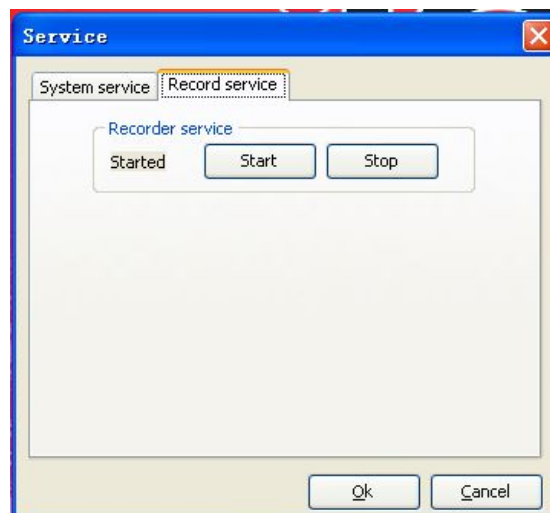 Service
System service Record service
Recorder service
Started Start Stop
Ok Cancel